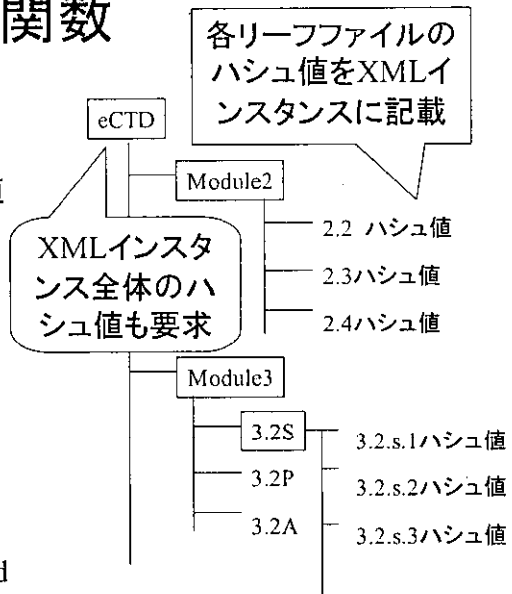 関数
各リーフファイルの
ハシュ値をXMLイ
ンスタンスに記載
eCTD
Module2
2.2 ハシュ値
2.3ハシュ値
2.4ハシュ値
XMLインスタ
ンス全体のハ
シュ値も要求
Module3
3.2S
3.2P
3.2A
3.2.s.1ハシュ値
3.2.s.2ハシュ値
3.2.s.3ハシュ値
d